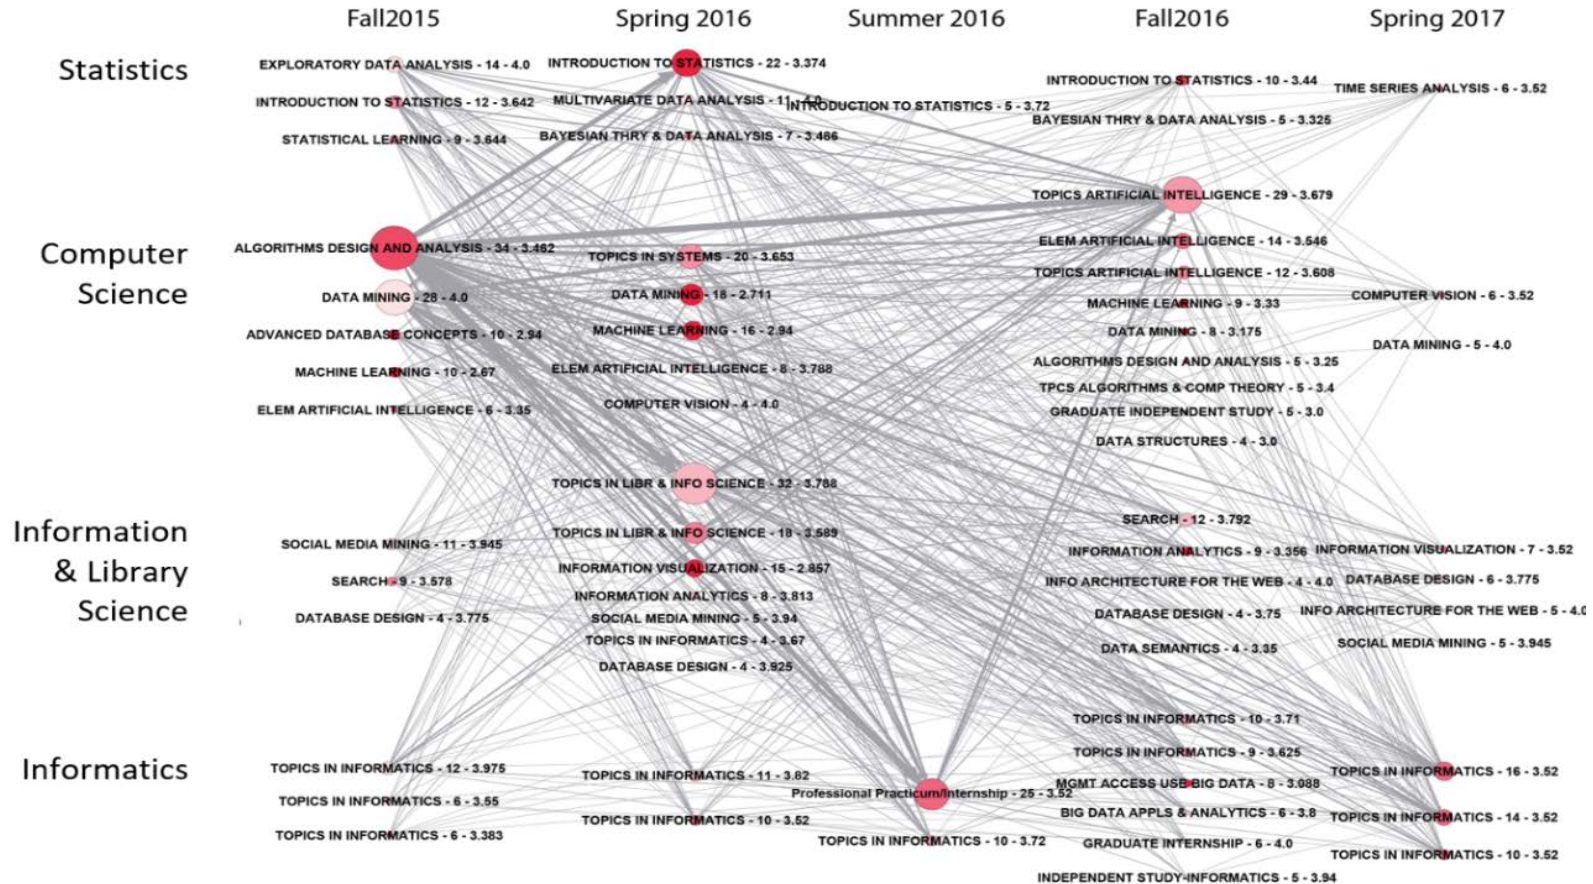 Fall2015
Spring 2016
Summer 2016
Fall2016
Spring 2017
Statistics
EXPLORATORY DATA ANALYSIS - 14 - 4.0
INTRODUCTION TO STATISTICS - 12 - 3.642
STATISTICAL LEARNING - 9 - 3.644
INTRODUCTION TO STATISTICS - 22 - 3.374
MULTIVARIATE DATA ANALYSIS - 11 - 4.0
BAYESIAN THRY & DATA ANALYSIS - 7 - 3.486
INTRODUCTION TO STATISTICS - 5 - 3.72
INTRODUCTION TO STATISTICS - 10 - 3.44
BAYESIAN THRY & DATA ANALYSIS - 5 - 3.325
TIME SERIES ANALYSIS - 6 - 3.52
Computer
Science
ALGORITHMS DESIGN AND ANALYSIS - 34 - 3.462
DATA MINING - 28 - 4.0
ADVANCED DATABASE CONCEPTS - 10 - 2.94
MACHINE LEARNING - 10 - 2.67
ELEM ARTIFICIAL INTELLIGENCE - 6 - 3.35
TOPICS IN SYSTEMS - 20 - 3.653
DATA MINING - 18 - 2.711
MACHINE LEARNING - 16 - 2.94
ELEM ARTIFICIAL INTELLIGENCE - 8 - 3.788
COMPUTER VISION - 4 - 4.0
TOPICS ARTIFICIAL INTELLIGENCE - 29 - 3.679
ELEM ARTIFICIAL INTELLIGENCE - 14 - 3.546
TOPICS ARTIFICIAL INTELLIGENCE - 12 - 3.608
MACHINE LEARNING - 9 - 3.33
DATA MINING - 8 - 3.175
ALGORITHMS DESIGN AND ANALYSIS - 5 - 3.25
TPCS ALGORITHMS & COMP THEORY - 5 - 3.4
GRADUATE INDEPENDENT STUDY - 5 - 3.0
DATA STRUCTURES - 4 - 3.0
COMPUTER VISION - 6 - 3.52
DATA MINING - 5 - 4.0
Information
& Library
Science
SOCIAL MEDIA MINING - 11 - 3.945
SEARCH - 9 - 3.578
DATABASE DESIGN - 4 - 3.775
TOPICS IN LIBR & INFO SCIENCE - 32 - 3.788
TOPICS IN LIBR & INFO SCIENCE - 18 - 3.589
INFORMATION VISUALIZATION - 15 - 2.857
INFORMATION ANALYTICS - 8 - 3.813
SOCIAL MEDIA MINING - 5 - 3.94
TOPICS IN INFORMATICS - 4 - 3.67
DATABASE DESIGN - 4 - 3.925
SEARCH - 12 - 3.792
INFORMATION ANALYTICS - 9 - 3.356
INFO ARCHITECTURE FOR THE WEB - 4 - 4.0
DATABASE DESIGN - 4 - 3.75
DATA SEMANTICS - 4 - 3.35
INFORMATION VISUALIZATION - 7 - 3.52
DATABASE DESIGN - 6 - 3.775
INFO ARCHITECTURE FOR THE WEB - 5 - 4.0
SOCIAL MEDIA MINING - 5 - 3.945
Informatics
TOPICS IN INFORMATICS - 12 - 3.975
TOPICS IN INFORMATICS - 6 - 3.55
TOPICS IN INFORMATICS - 6 - 3.383
TOPICS IN INFORMATICS - 11 - 3.82
TOPICS IN INFORMATICS - 10 - 3.52
Professional Practicum/Internship - 25 - 3.52
TOPICS IN INFORMATICS - 10 - 3.72
TOPICS IN INFORMATICS - 10 - 3.71
TOPICS IN INFORMATICS - 9 - 3.625
MGMT ACCESS USE BIG DATA - 8 - 3.088
BIG DATA APPLS & ANALYTICS - 6 - 3.8
GRADUATE INTERNSHIP - 6 - 4.0
INDEPENDENT STUDY-INFORMATICS - 5 - 3.94
TOPICS IN INFORMATICS - 16 - 3.52
TOPICS IN INFORMATICS - 14 - 3.52
TOPICS IN INFORMATICS - 10 - 3.52